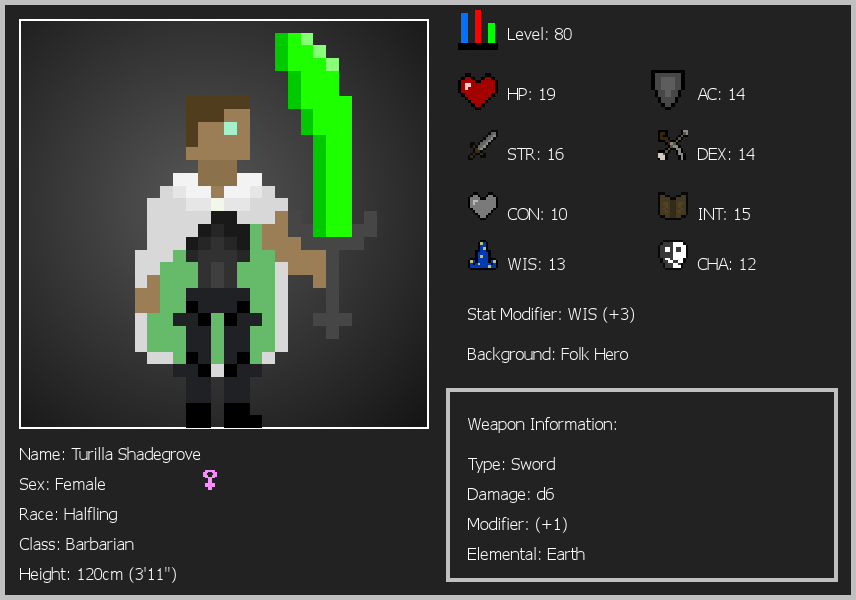 Level: 80
HP: 19
AC: 14
STR: 16
DEX: 14
CON: 10
INT: 15
WIS: 13
CHA: 12
Stat Modifier: WIS (+3)
Background: Folk Hero
Weapon Information:
Type: Sword
Damage: d6
Modifier: (+1)
Elemental: Earth
Name: Turilla Shadegrove
Sex: Female
Race: Halfling
Class: Barbarian
Height: 120cm (3'11")